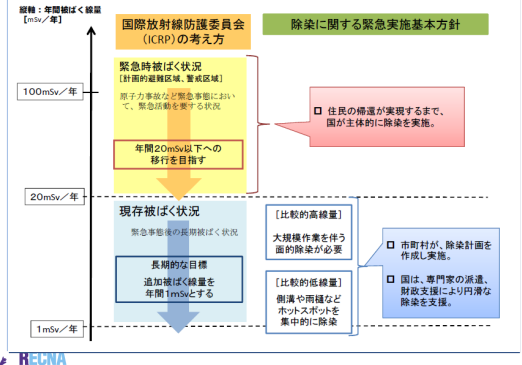 縦軸：年間被ばく線量
[mSv／年]
国際放射線防護委員会
（ICRP）の考え方
除染に関する緊急実施基本方針
緊急時被ばく状況
[計画的避難区域、警戒区域]
原子力事故など緊急事態におい
て、緊急活動を要する状況
年間20mSv以下への
移行を目指す
100mSv／年
住民の帰還が実現するまで、
国が主体的に除染を実施。
20mSv／年
現存被ばく状況
緊急事態後の長期被ばく状況
長期的な目標
追加被ばく線量を
年間1mSvとする
[比較的高線量]
大規模作業を伴う
面的除染が必要
[比較的低線量]
側溝や雨樋など
ホットスポットを
集中的に除染
市町村が、除染計画を
作成し実施。
国は、専門家の派遣、
財政支援により円滑な
除染を支援。
1mSv／年
RECNA